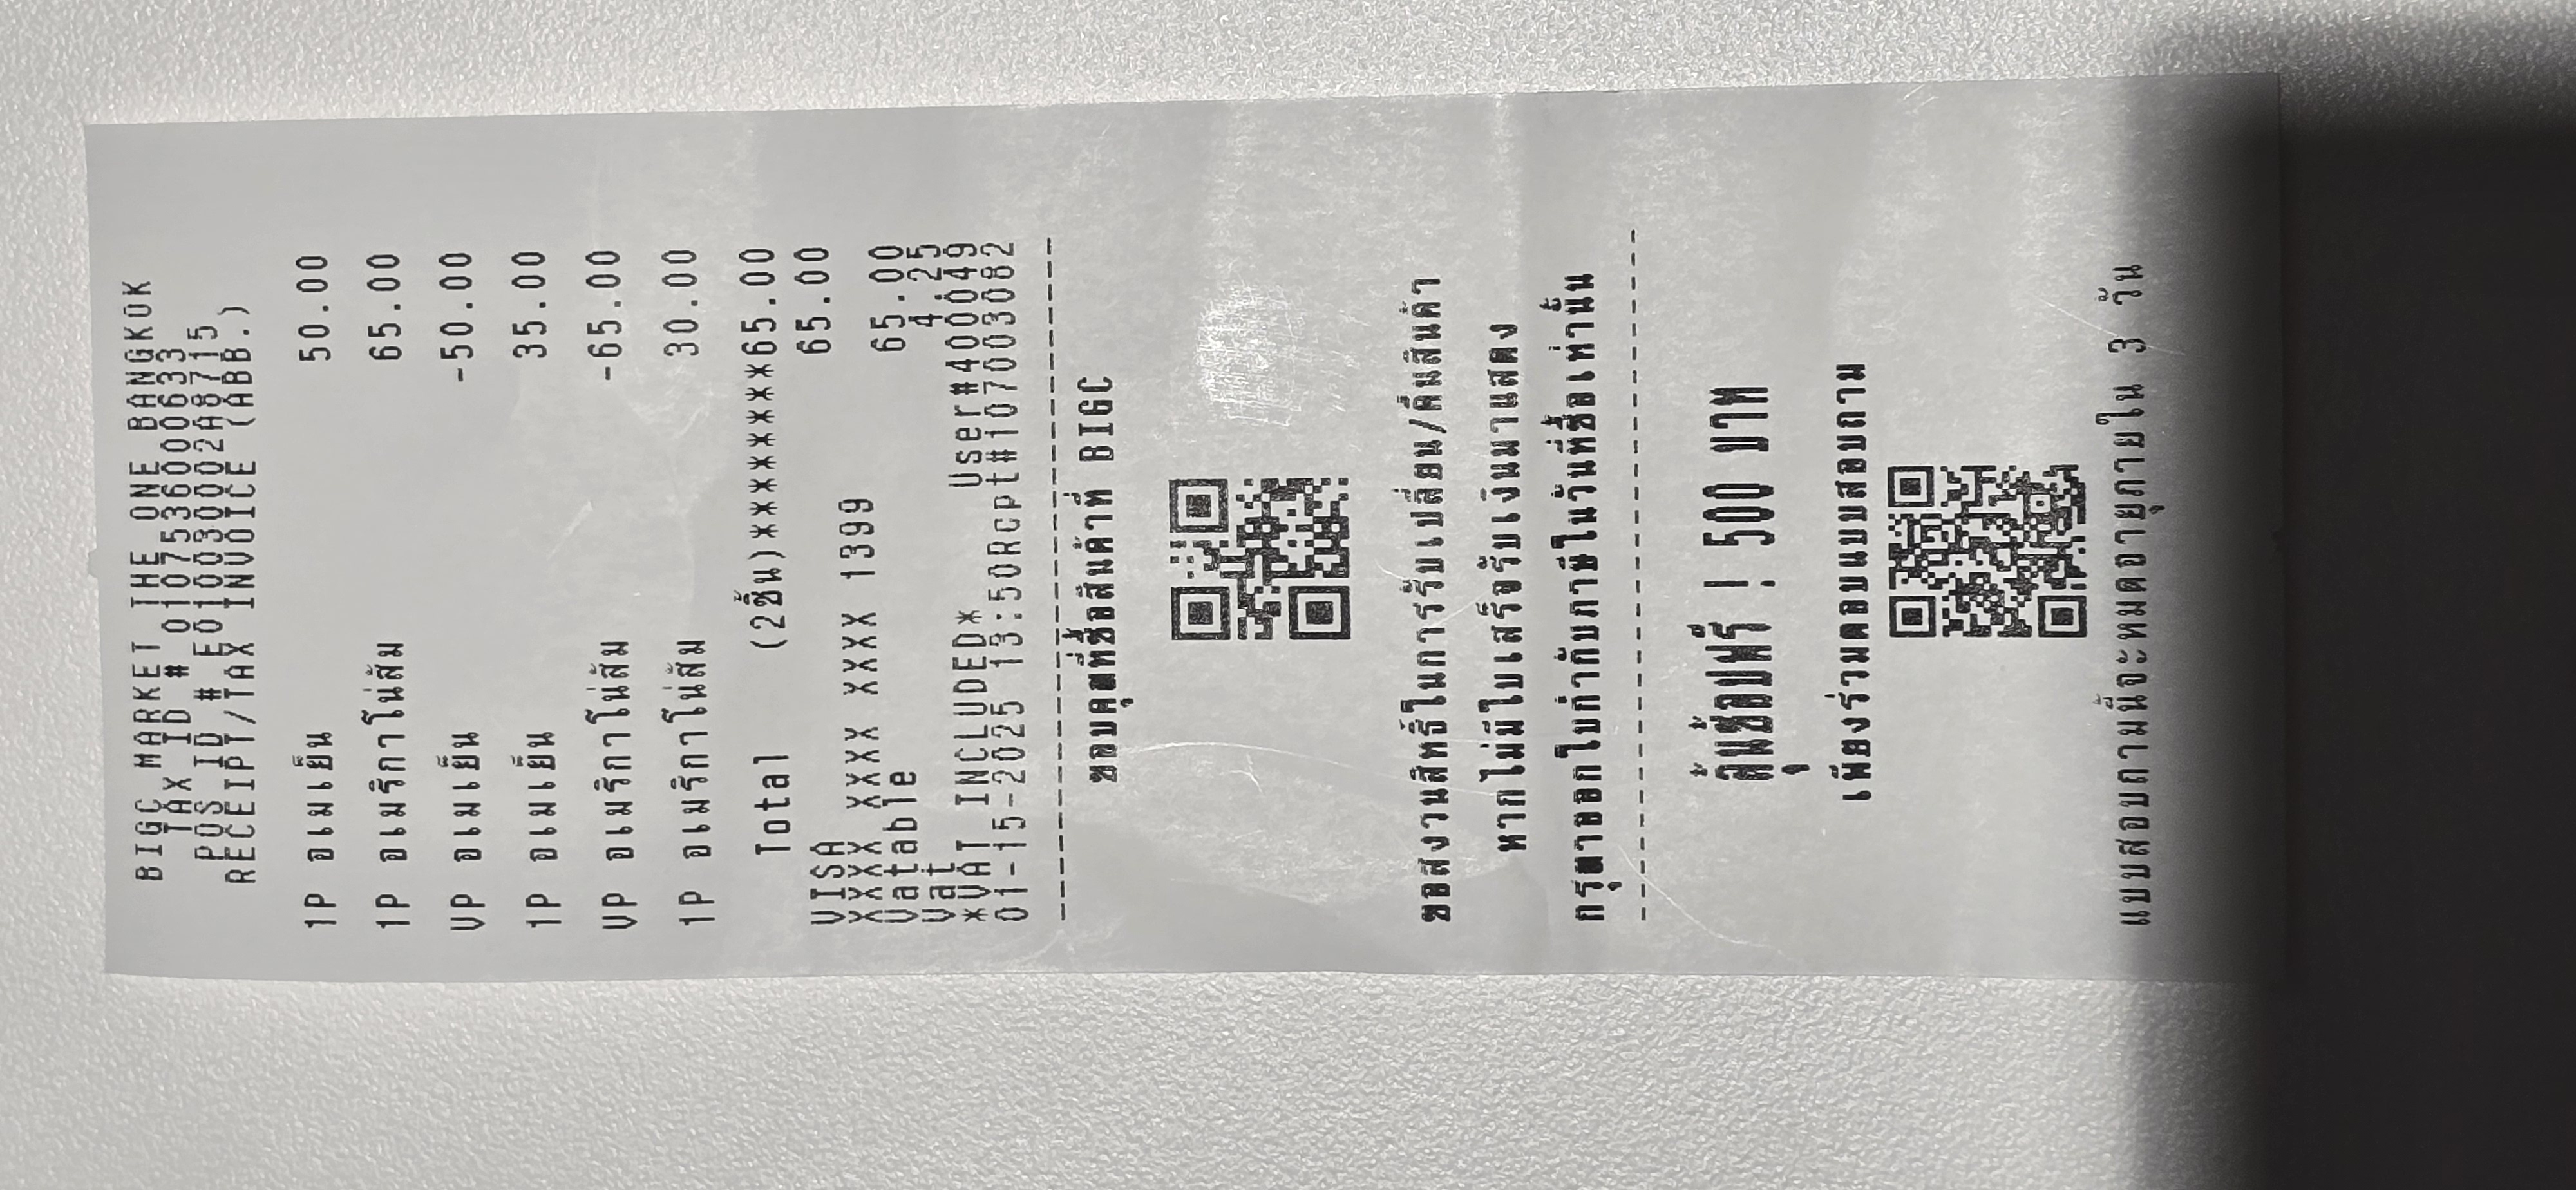 BIGC MARKET THE ONE BANGKOK
TAX ID # 0107536000633
POS ID # E010030002A8715
RECEIPT/TAX INVOICE (ABB.)
1P อเมเย็น 50.00
1P อเมริกาโน่ส้ม 65.00
VP อเมเย็น -50.00
1P อเมเย็น 35.00
VP อเมริกาโน่ส้ม -65.00
1P อเมริกาโน่ส้ม 30.00
Total (2ชิ้น)********65.00
VISA 65.00
XXXX XXXX XXXX 1399
Vatable 65.00
Vat 4.25
*VAT INCLUDED* User#400049
01-15-2025 13:50Rcpt#107003082
ขอบคุณที่ซื้อสินค้าที่ BIGC
ขอสงวนสิทธิ์ในการรับเปลี่ยน/คืนสินค้า
หากไม่มีใบเสร็จรับเงินมาแสดง
กรุณาออกใบกำกับภาษีในวันที่ซื้อเท่านั้น
ลุ้นช้อปฟรี ! 500 บาท
เพียงร่วมตอบแบบสอบถาม
แบบสอบถามนี้จะหมดอายุภายใน 3 วัน